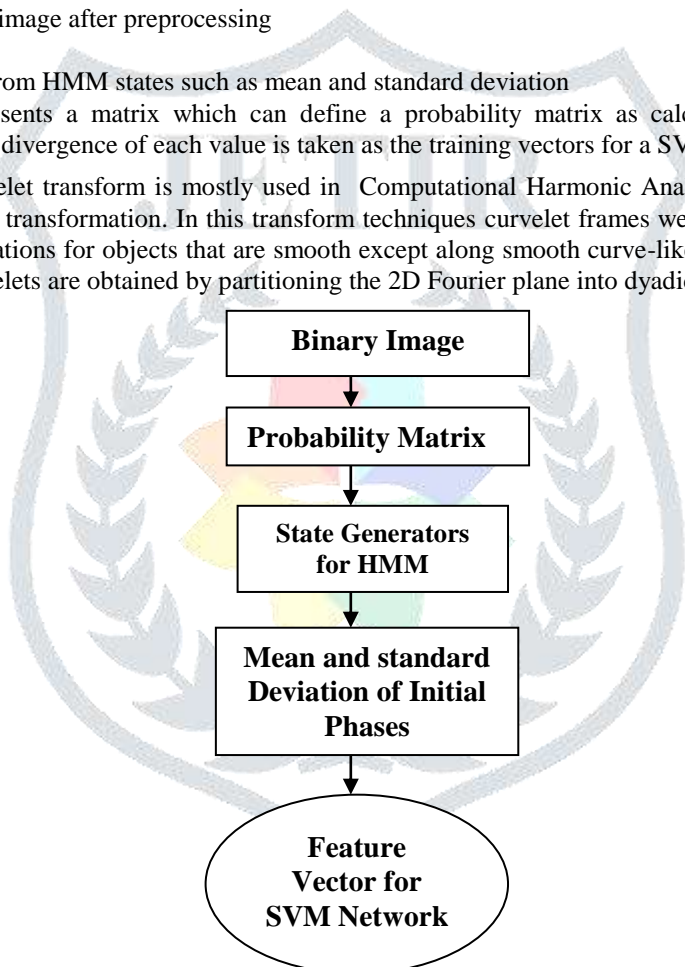 image after preprocessing
rom HMM states such as mean and standard deviation
sents a matrix which can define a probability matrix as calc
divergence of each value is taken as the training vectors for a SV
elet transform is mostly used in Computational Harmonic Ana
transformation. In this transform techniques curvelet frames we
ations for objects that are smooth except along smooth curve-like
elets are obtained by partitioning the 2D Fourier plane into dyadic
JETIR
Binary Image
Probability Matrix
State Generators
for HMM
Mean and standard
Deviation of Initial
Phases
Feature
Vector for
SVM Network